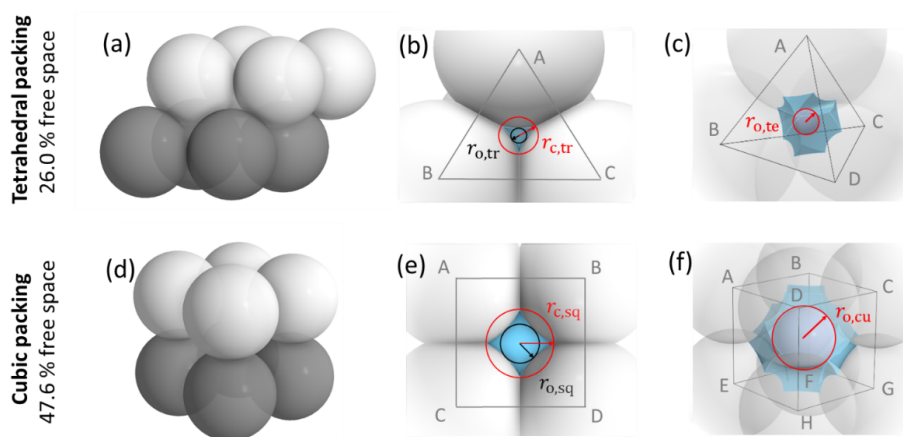 Tetrahedral packing
26.0 % free space
(a)
(b)
A
B
C
r_o,tr
r_c,tr
(c)
A
B
C
D
r_o,te
Cubic packing
47.6 % free space
(d)
(e)
A
B
C
D
r_c,sq
r_o,sq
(f)
A
B
C
D
E
F
G
H
r_o,cu